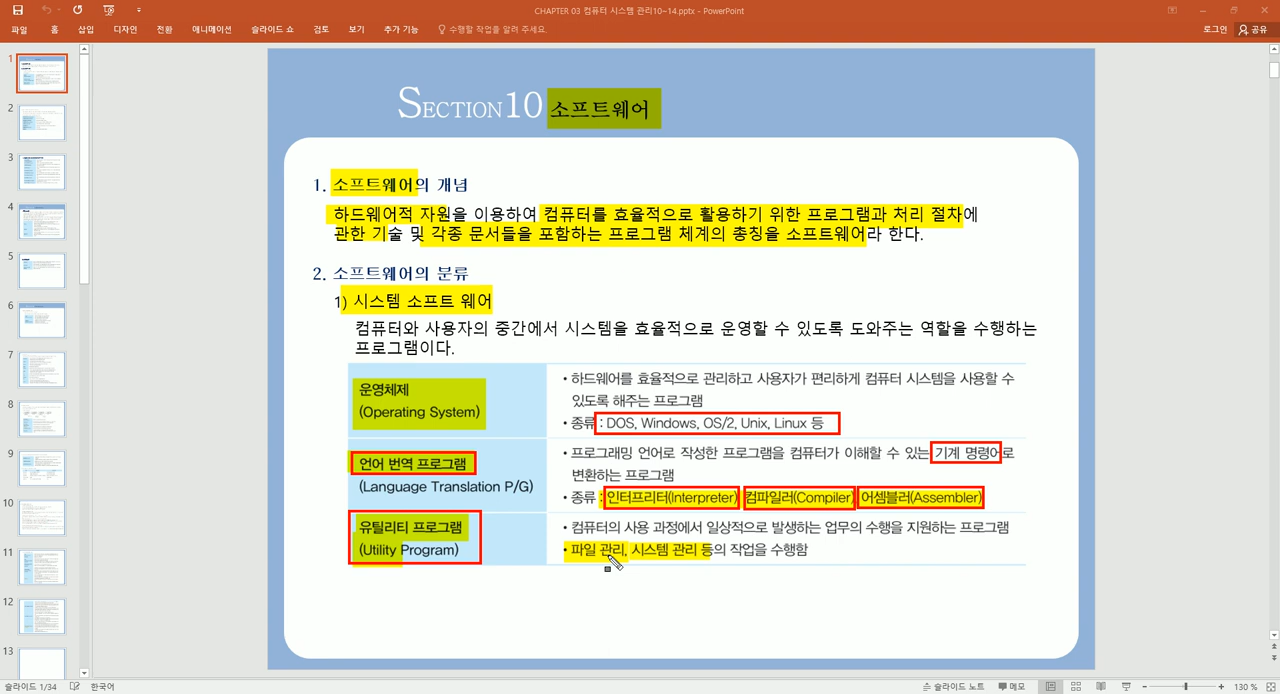 CHAPTER 03 컴퓨터 시스템 관리10~14.pptx - PowerPoint
파일 홈 삽입 디자인 전환 애니메이션 슬라이드 쇼 검토 보기 추가 기능 수행할 작업을 알려 주세요. 로그인 공유
1
2
3
4
5
6
7
8
9
10
11
12
13
SECTION10 소프트웨어
1. 소프트웨어의 개념
하드웨어적 자원을 이용하여 컴퓨터를 효율적으로 활용하기 위한 프로그램과 처리 절차에
관한 기술 및 각종 문서들을 포함하는 프로그램 체계의 총칭을 소프트웨어라 한다.
2. 소프트웨어의 분류
1) 시스템 소프트 웨어
컴퓨터와 사용자의 중간에서 시스템을 효율적으로 운영할 수 있도록 도와주는 역할을 수행하는
프로그램이다.
운영체제
(Operating System)
• 하드웨어를 효율적으로 관리하고 사용자가 편리하게 컴퓨터 시스템을 사용할 수
있도록 해주는 프로그램
• 종류 : DOS, Windows, OS/2, Unix, Linux 등
언어 번역 프로그램
(Language Translation P/G)
• 프로그래밍 언어로 작성한 프로그램을 컴퓨터가 이해할 수 있는 기계 명령어로
변환하는 프로그램
• 종류 : 인터프리터(Interpreter), 컴파일러(Compiler), 어셈블러(Assembler)
유틸리티 프로그램
(Utility Program)
• 컴퓨터의 사용 과정에서 일상적으로 발생하는 업무의 수행을 지원하는 프로그램
• 파일 관리, 시스템 관리 등의 작업을 수행함
슬라이드 1/34 한국어 슬라이드 노트 메모 130 %